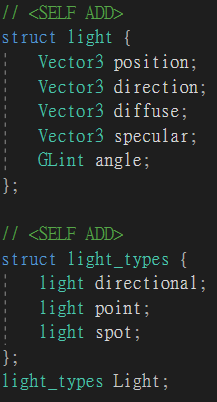 // <SELF ADD>
struct light {
    Vector3 position;
    Vector3 direction;
    Vector3 diffuse;
    Vector3 specular;
    GLint angle;
};

// <SELF ADD>
struct light_types {
    light directional;
    light point;
    light spot;
};
light_types Light;